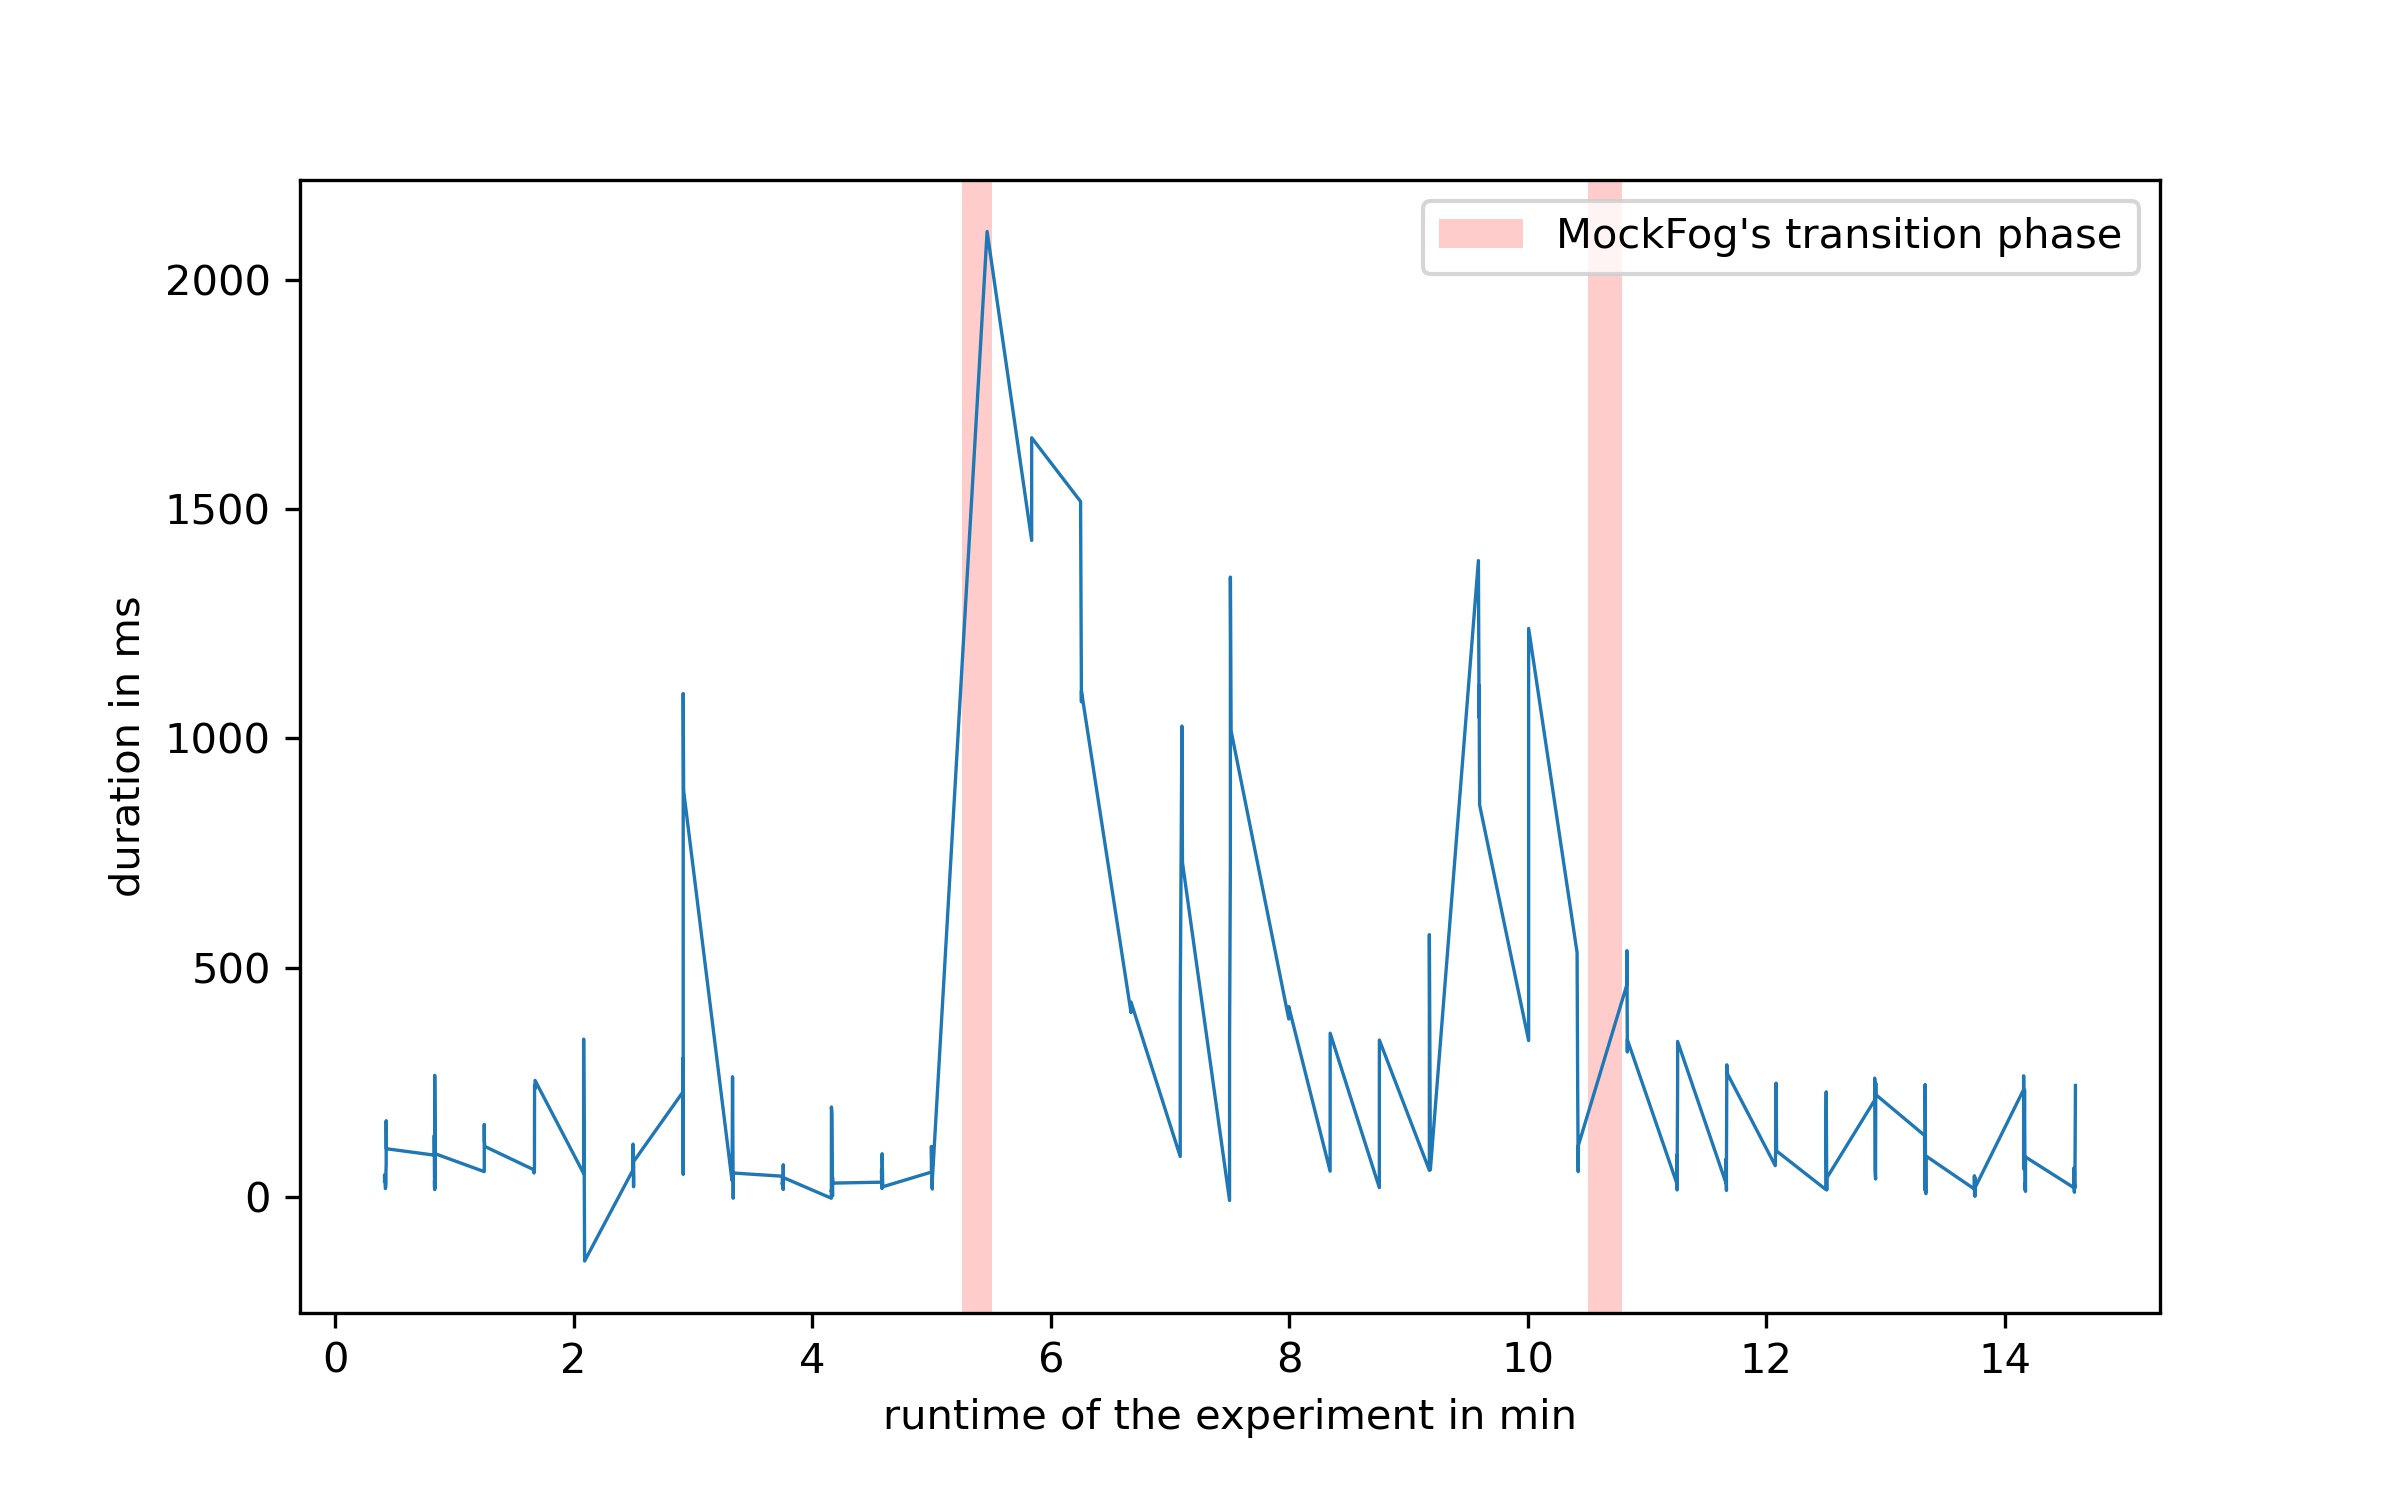 MockFog's transition phase
2000
1500
1000
500
0
duration in ms
0 2 4 6 8 10 12 14
runtime of the experiment in min